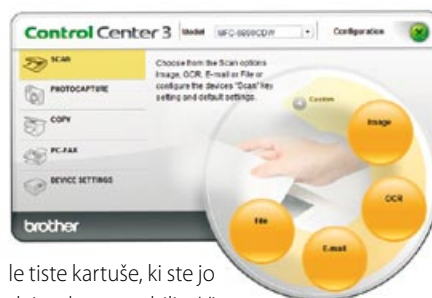 Control Center 3 Model MFC-6890CDW Configuration
SCAN
PHOTOCAPTURE
COPY
PC-FAX
DEVICE SETTINGS
brother
Choose from the Scan options
Image, OCR, E-mail or File or
configure the devices "Scan" key
setting and default settings.
Custom
Image
OCR
E-mail
File
le tiste kartuše, ki ste jo